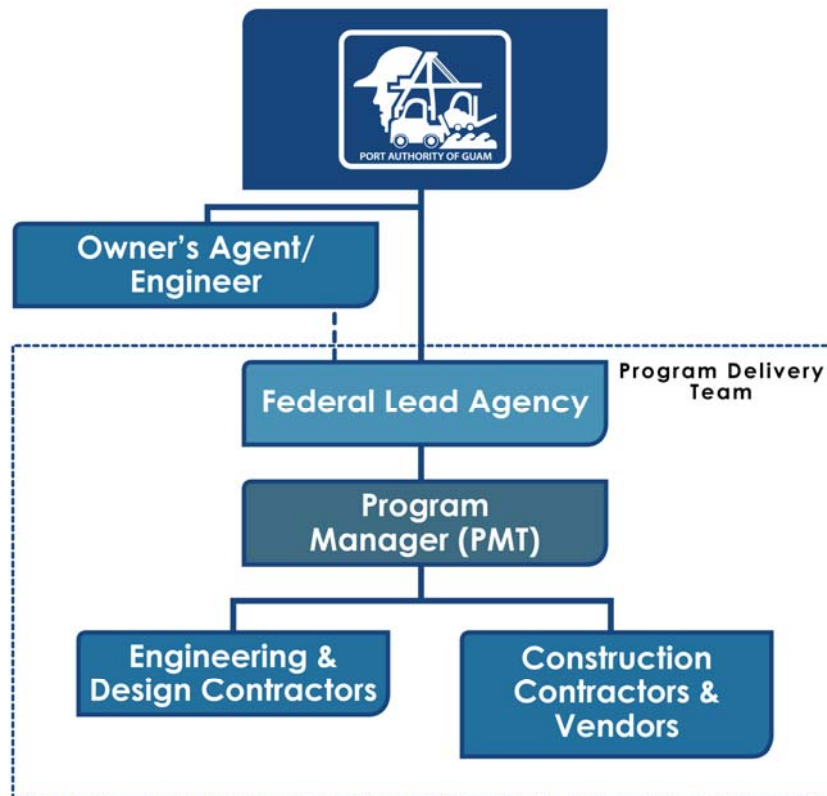 PORT AUTHORITY OF GUAM
Owner's Agent/
Engineer
Program Delivery
Team
Federal Lead Agency
Program
Manager (PMT)
Engineering &
Design Contractors
Construction
Contractors &
Vendors